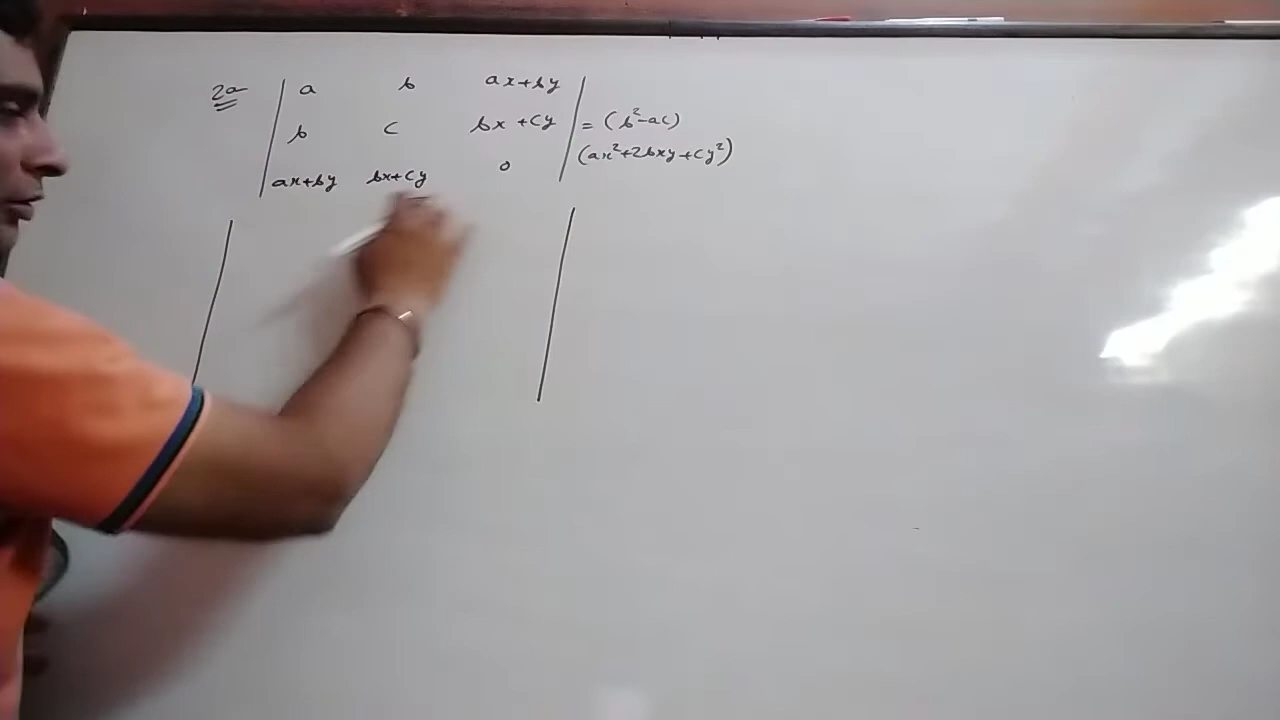 2a | a b ax+by |
| b c bx+cy | = (b²-ac)
| ax+by bx+cy 0 | (ax²+2bxy+cy²)